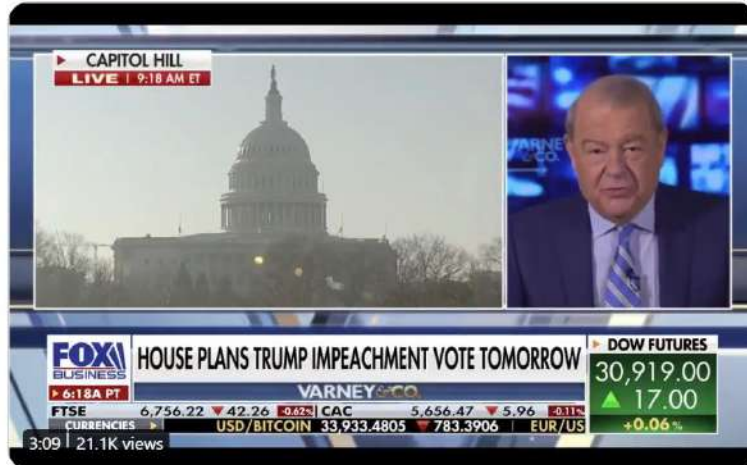 CAPITOL HILL
LIVE | 9:18 AM ET
VARNEY
& CO.
FOX
BUSINESS
6:18A PT
HOUSE PLANS TRUMP IMPEACHMENT VOTE TOMORROW
VARNEY & CO.
DOW FUTURES
30,919.00
▲ 17.00
+0.06%
FTSE 6,756.22 ▼ 42.26 -0.62% CAC 5,656.47 ▼ 5.96 -0.11%
CURRENCIES USD/BITCOIN 33,933.4805 ▼ 783.3906 EUR/US
3:09 21.1K views